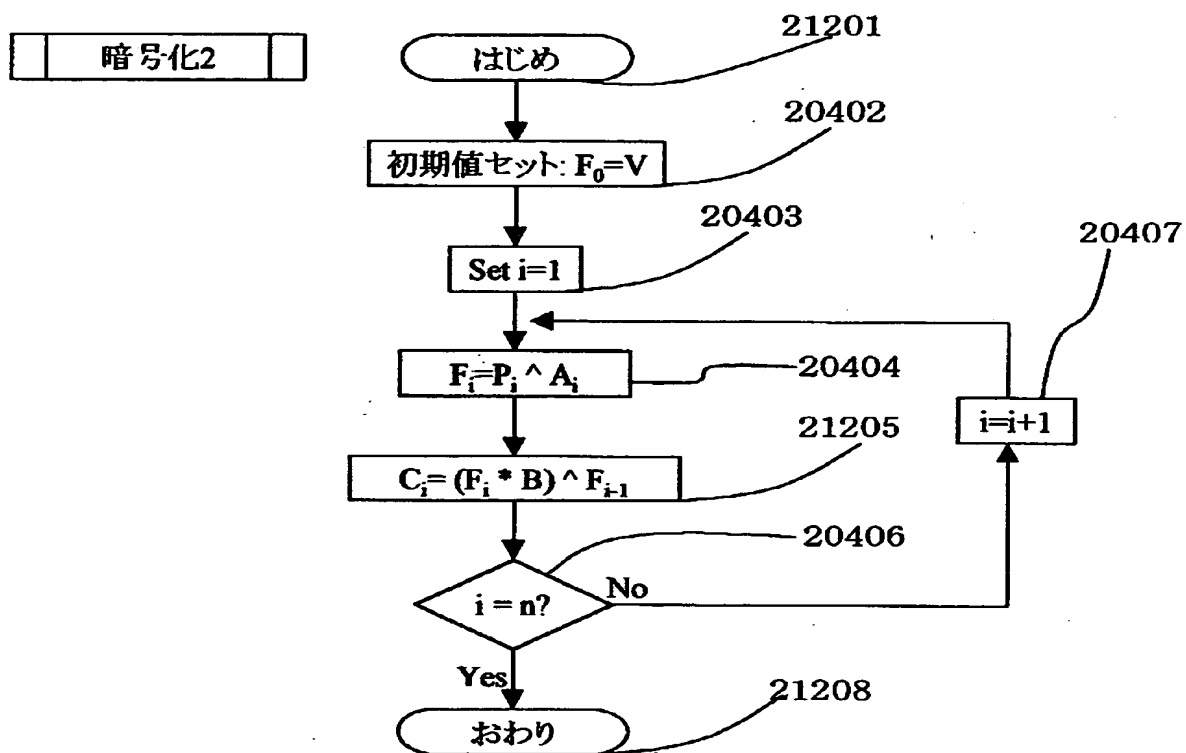 暗号化2
はじめ
21201
初期値セット: F₀=V
20402
Set i=1
20403
20407
Fᵢ=Pᵢ ^ Aᵢ
20404
i=i+1
Cᵢ= (Fᵢ * B) ^ Fᵢ₋₁
21205
20406
i = n?
No
Yes
21208
おわり